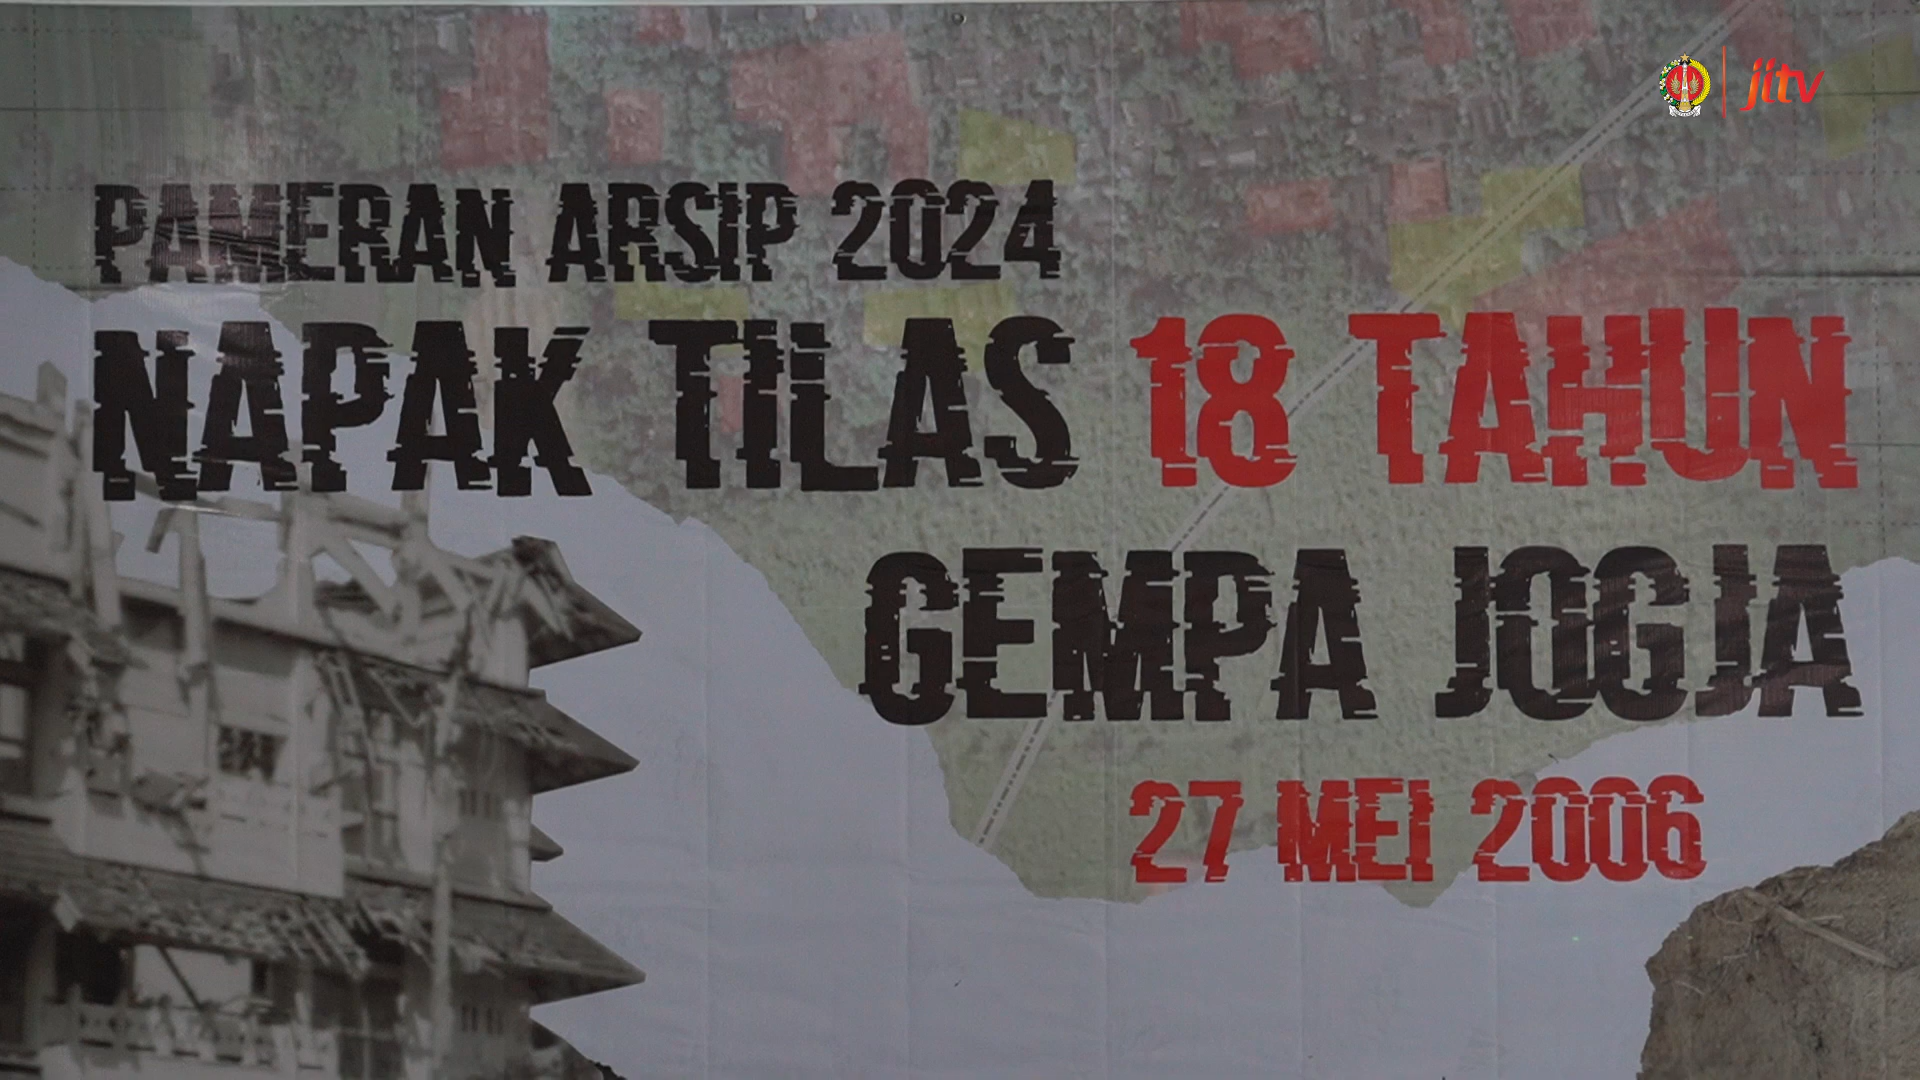 jitv
PAMERAN ARSIP 2024
NAPAK TILAS 18 TAHUN
GEMPA JOGJA
27 MEI 2006